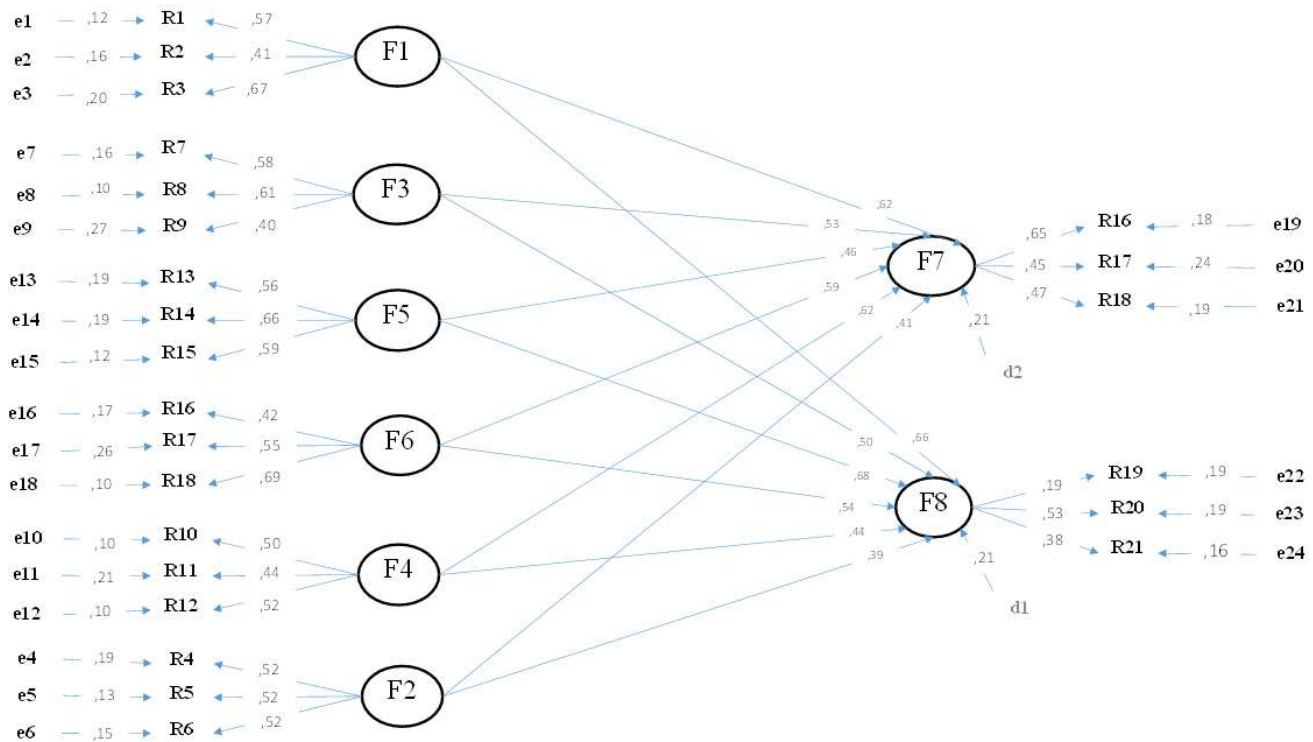 e1 ,12 R1 ,57
e2 ,16 R2 ,41 F1
e3 ,20 R3 ,67
e7 ,16 R7 ,58
e8 ,10 R8 ,61 F3
e9 ,27 R9 ,40
e13 ,19 R13 ,56
e14 ,19 R14 ,66 F5
e15 ,12 R15 ,59
e16 ,17 R16 ,42
e17 ,26 R17 ,55 F6
e18 ,10 R18 ,69
e10 ,10 R10 ,50
e11 ,21 R11 ,44 F4
e12 ,10 R12 ,52
e4 ,19 R4 ,52
e5 ,13 R5 ,52 F2
e6 ,15 R6 ,52
,62
,53
,46
,59
,62 ,41 ,21
F7
d2
,65 R16 ,18 e19
,45 R17 ,24 e20
,47 R18 ,19 e21
,50 ,66
,68
,54
,44
,39 ,21
F8
d1
,19 R19 ,19 e22
,53 R20 ,19 e23
,38 R21 ,16 e24